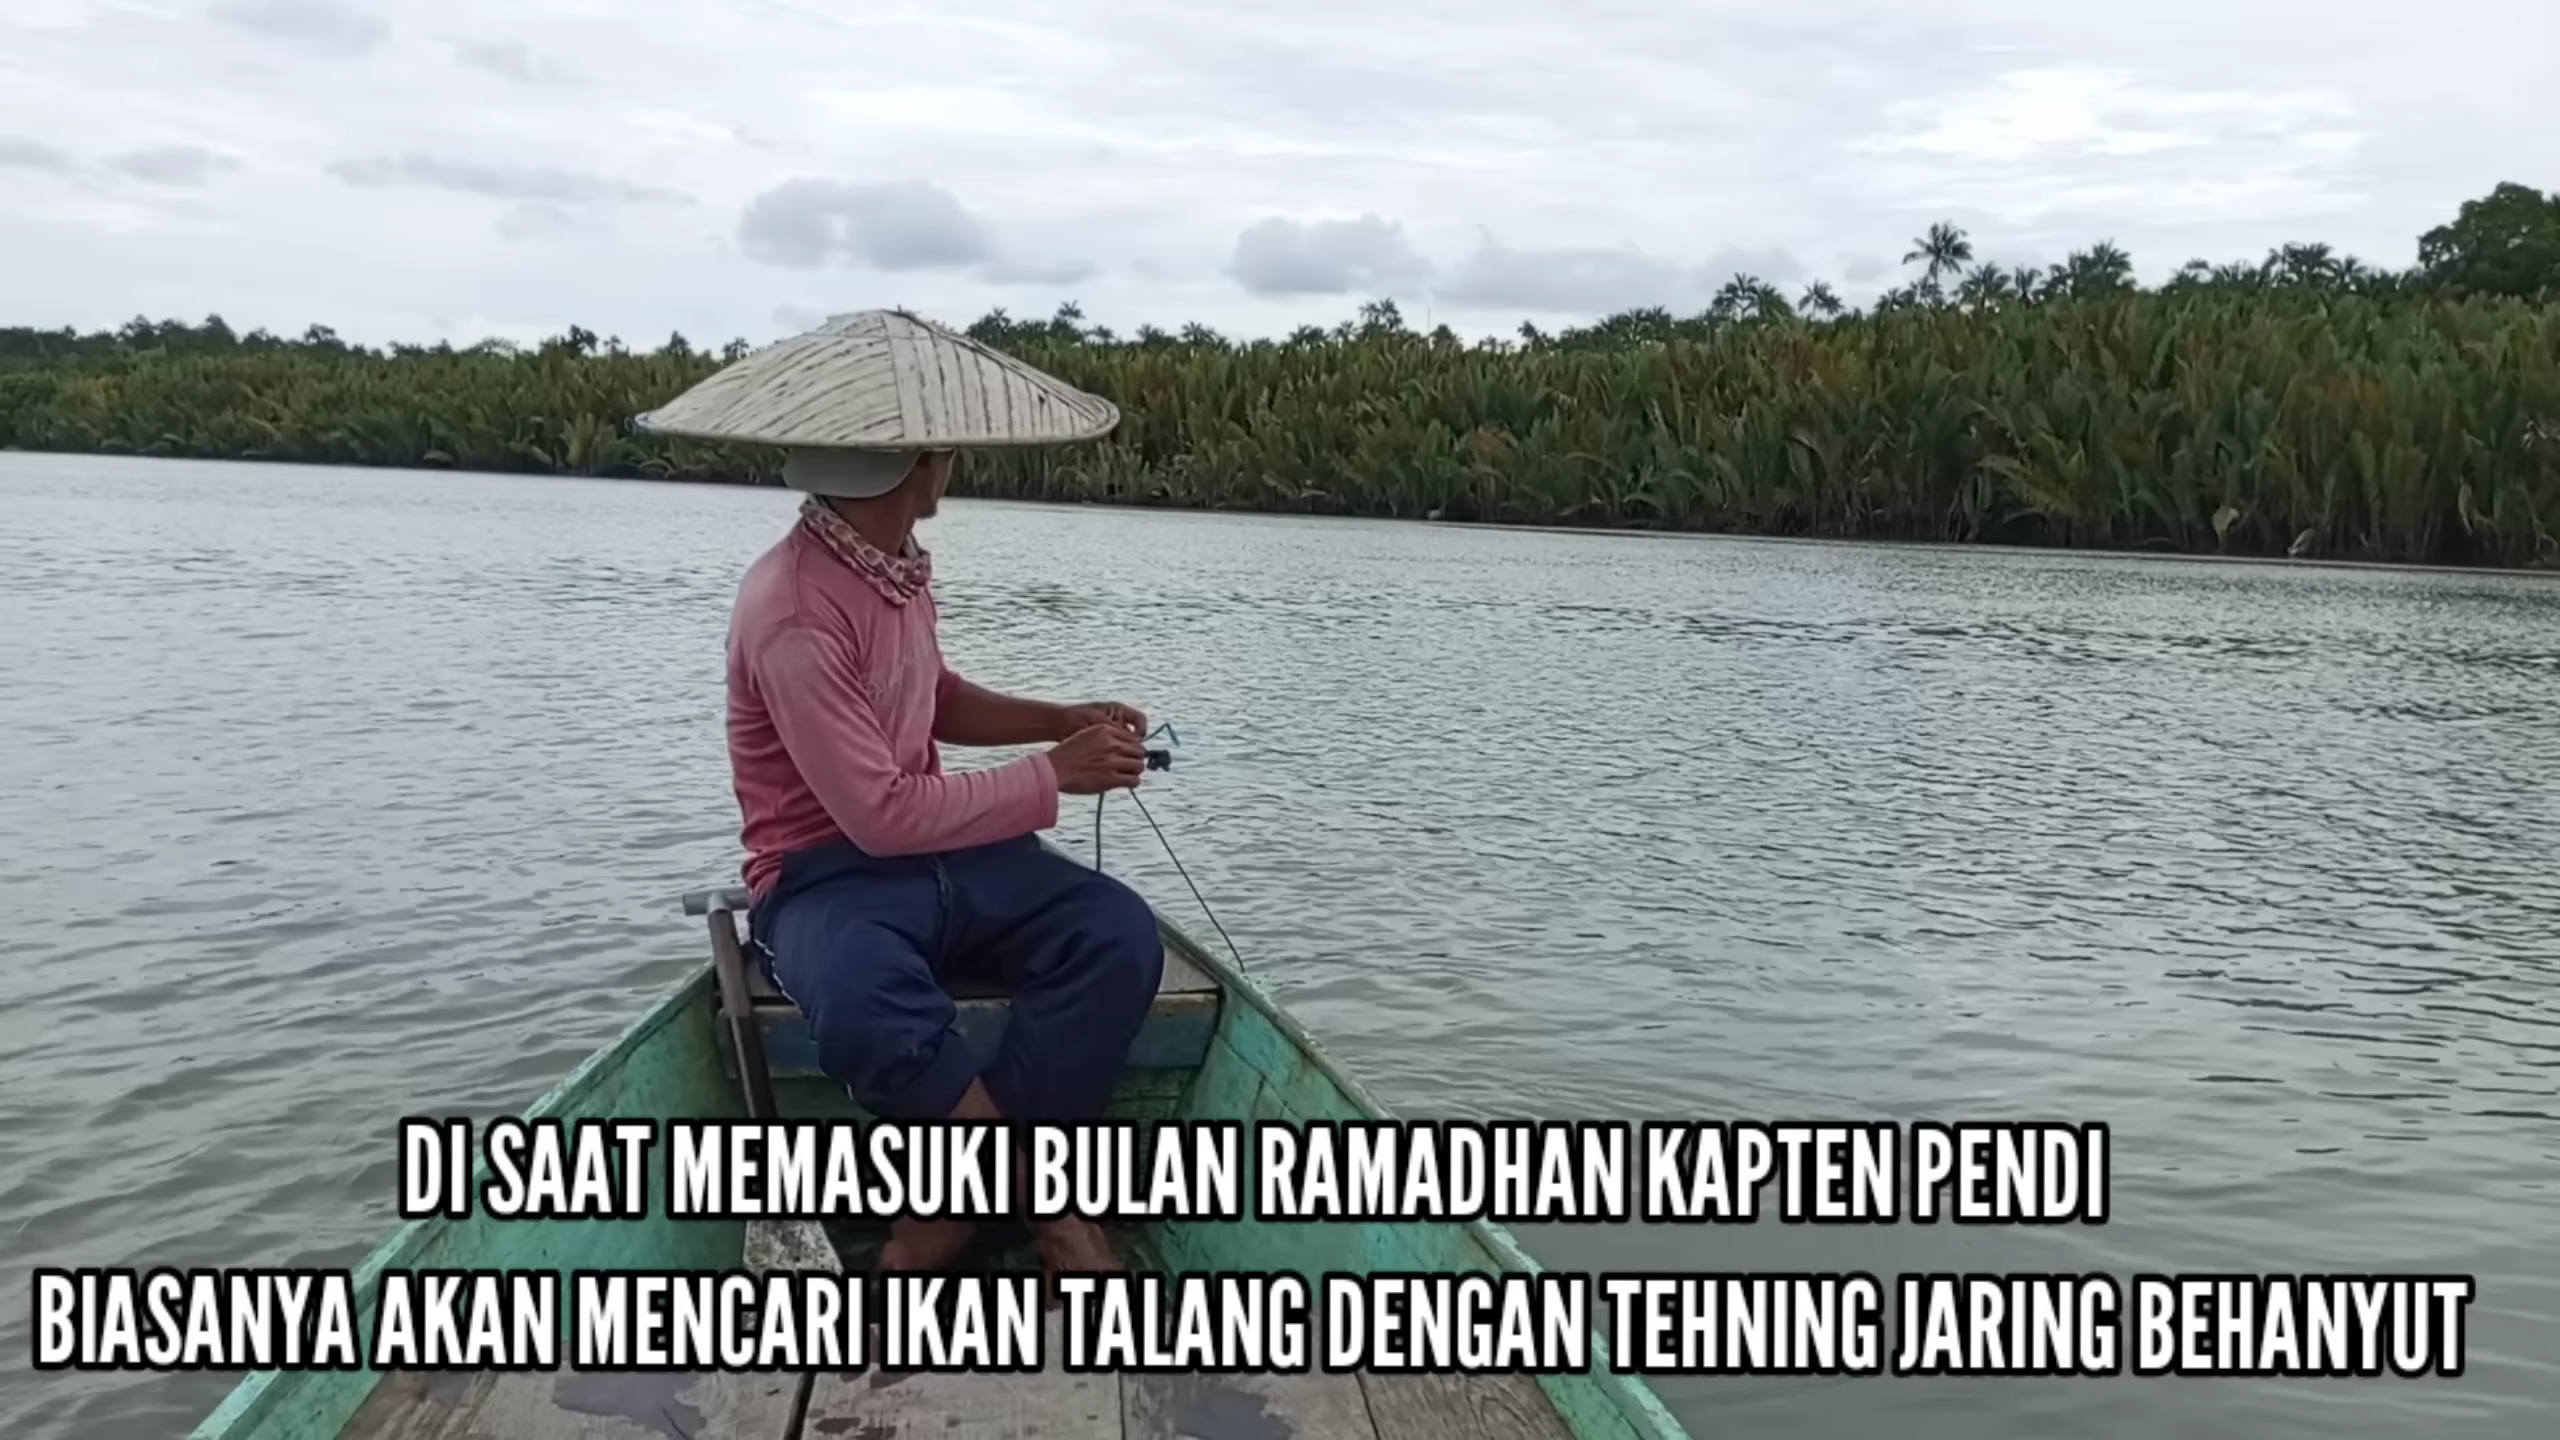 DI SAAT MEMASUKI BULAN RAMADHAN KAPTEN PENDI
BIASANYA AKAN MENCARI IKAN TALANG DENGAN TEHNING JARING BEHANYUT